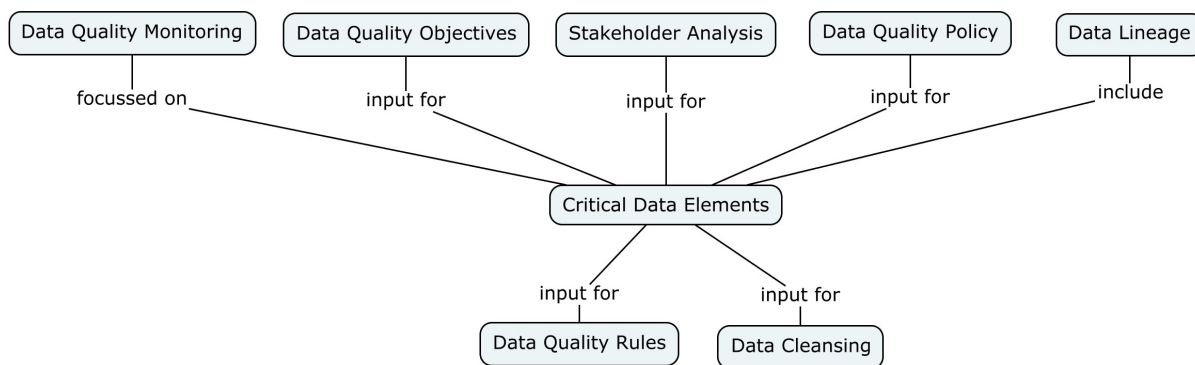 Data Quality Monitoring
Data Quality Objectives
Stakeholder Analysis
Data Quality Policy
Data Lineage
focussed on
input for
input for
input for
include
Critical Data Elements
input for
input for
Data Quality Rules
Data Cleansing